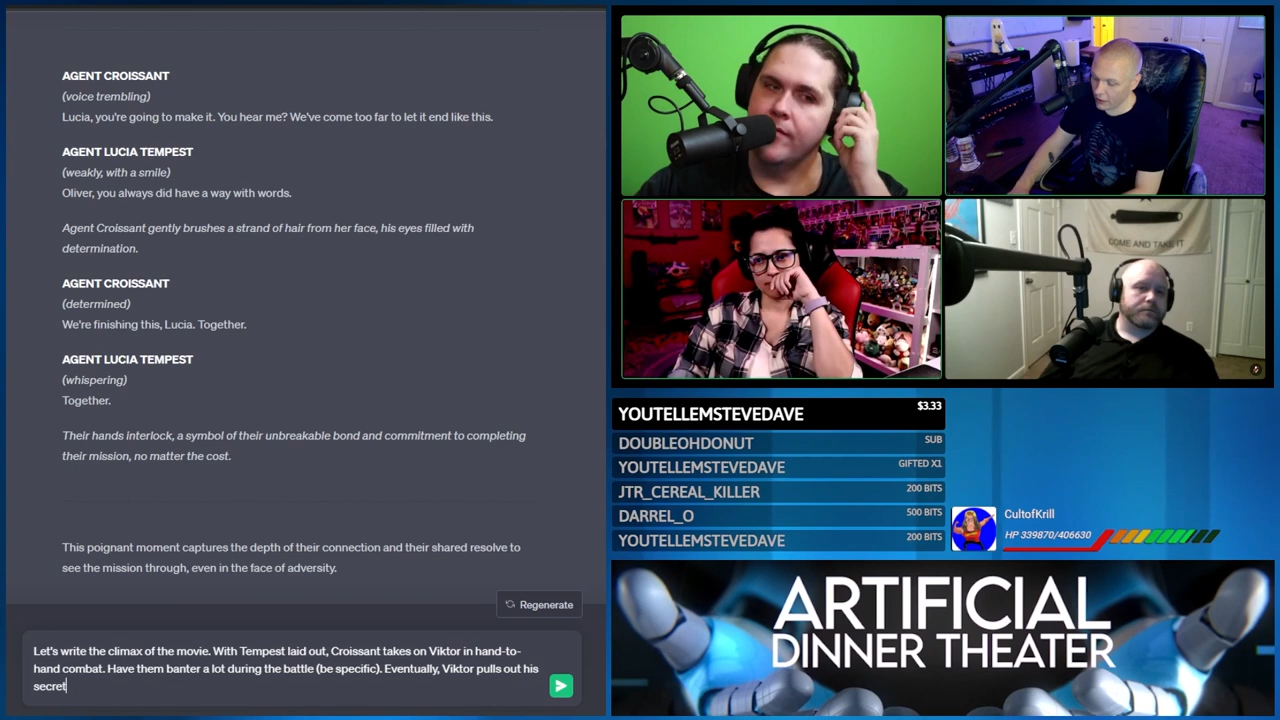 AGENT CROISSANT
(voice trembling)
Lucia, you're going to make it. You hear me? We've come too far to let it end like this.
AGENT LUCIA TEMPEST
(weakly, with a smile)
Oliver, you always did have a way with words.
Agent Croissant gently brushes a strand of hair from her face, his eyes filled with
determination.
AGENT CROISSANT
(determined)
We're finishing this, Lucia. Together.
AGENT LUCIA TEMPEST
(whispering)
Together.
Their hands interlock, a symbol of their unbreakable bond and commitment to completing
their mission, no matter the cost.
This poignant moment captures the depth of their connection and their shared resolve to
see the mission through, even in the face of adversity.
Regenerate
Let's write the climax of the movie. With Tempest laid out, Croissant takes on Viktor in hand-to-
hand combat. Have them banter a lot during the battle (be specific). Eventually, Viktor pulls out his
secret
COME AND TAKE IT
YOUTELLEMSTEVEDAVE $3.33
DOUBLEOHDONUT SUB
YOUTELLEMSTEVEDAVE GIFTED X1
JTR_CEREAL_KILLER 200 BITS
DARREL_O 500 BITS
YOUTELLEMSTEVEDAVE 200 BITS
CultofKrill
HP 339870/406630
ARTIFICIAL
DINNER THEATER